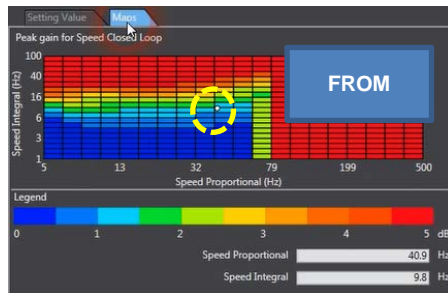 Setting Value Maps
Peak gain for Speed Closed Loop
100
40
16
6
3
1
Speed Integral (Hz)
FROM
5 13 32 79 199 500
Speed Proportional (Hz)
Legend
0 1 2 3 4 5 dB
Speed Proportional 40.9 Hz
Speed Integral 9.8 Hz